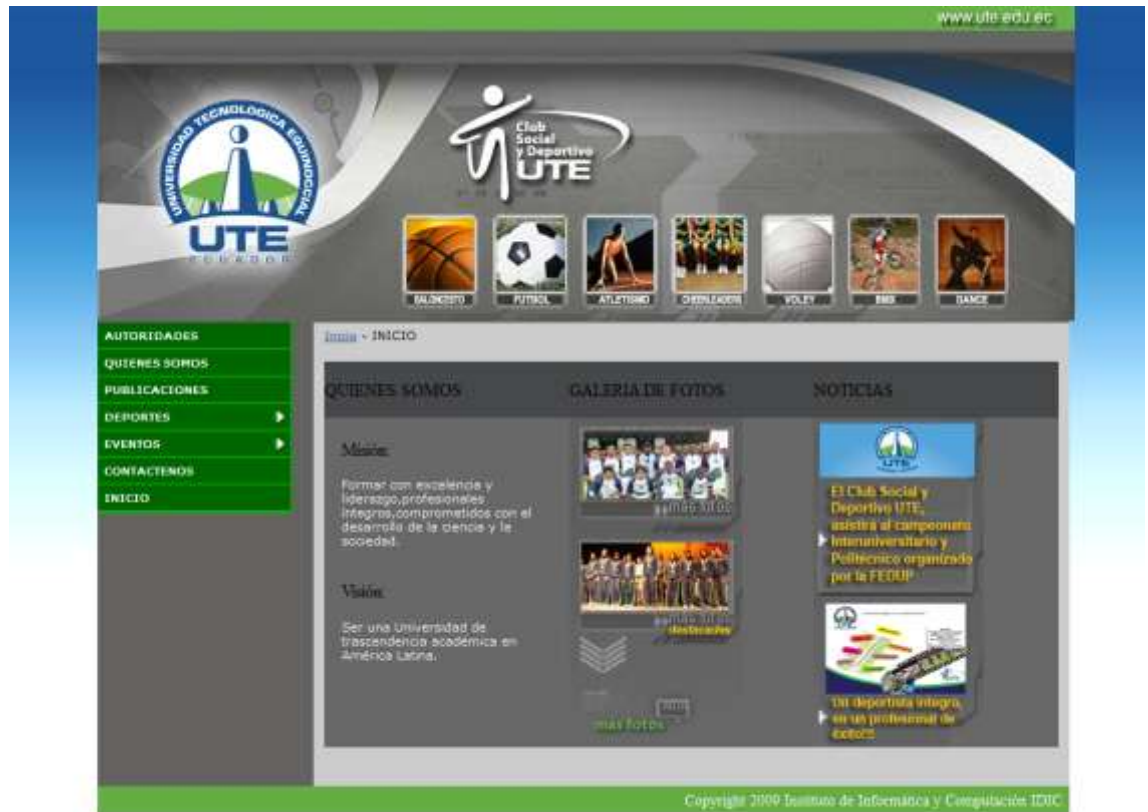 www.ute.edu.ec
UNIVERSIDAD TECNOLOGICA EQUINOCCIAL
UTE
ECUADOR
Club
Social
y Deportivo
UTE
BALONCESTO
FUTBOL
ATLETISMO
CHEERLEADERS
VOLEY
BMX
DANCE
AUTORIDADES
QUIENES SOMOS
PUBLICACIONES
DEPORTES
EVENTOS
CONTACTENOS
INICIO
Inicio - INICIO
QUIENES SOMOS
GALERIA DE FOTOS
NOTICIAS
Misión:
Formar con excelencia y
liderazgo,profesionales
integros,comprometidos con el
desarrollo de la ciencia y la
sociedad.
Visión:
Ser una Universidad de
trascendencia académica en
América Latina.
destacados
mas fotos
UTE
El Club Social y
Deportivo UTE,
asistirá al campeonato
Interuniversitario y
Politécnico organizado
por la FEDUP
Un deportista integro,
es un profesional de
éxito!!!
Copyright 2009 Instituto de Informática y Computación IDIC